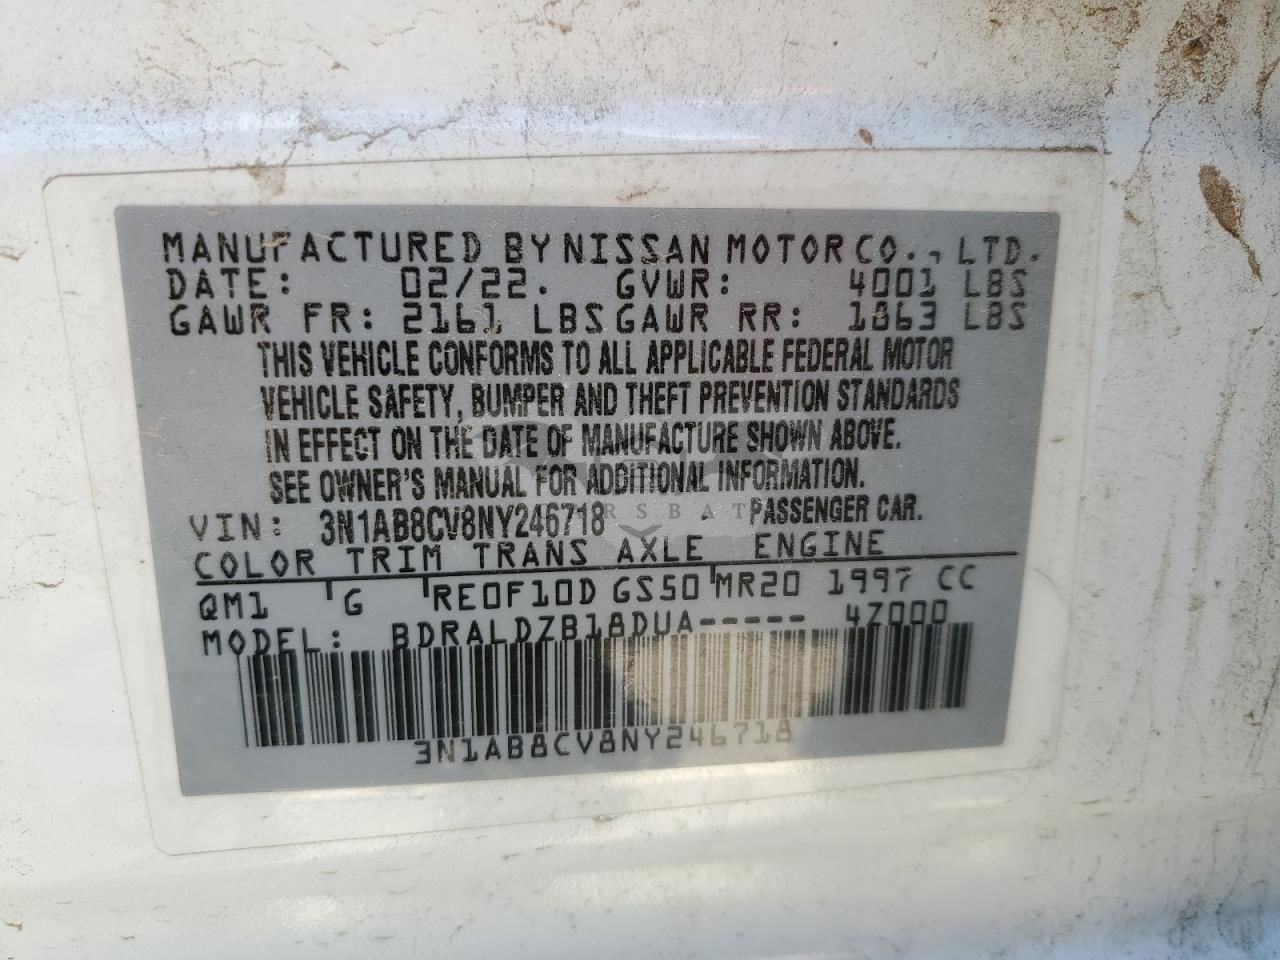 MANUFACTURED BY NISSAN MOTOR CO., LTD.
DATE: 02/22. GVWR: 4001 LBS
GAWR FR: 2161 LBS GAWR RR: 1863 LBS
THIS VEHICLE CONFORMS TO ALL APPLICABLE FEDERAL MOTOR
VEHICLE SAFETY, BUMPER AND THEFT PREVENTION STANDARDS
IN EFFECT ON THE DATE OF MANUFACTURE SHOWN ABOVE.
SEE OWNER'S MANUAL FOR ADDITIONAL INFORMATION.
VIN: 3N1AB8CV8NY246718 - PASSENGER CAR.
COLOR TRIM TRANS AXLE ENGINE
QM1 G RE0F10D GS50 MR20 1997 CC
MODEL: BDRALDZB18DUA----- 4Z000
3N1AB8CV8NY246718